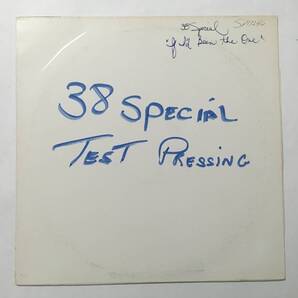 38 Special
"If I'd Been the One"
38 SPECIAL
TEST PRESSING